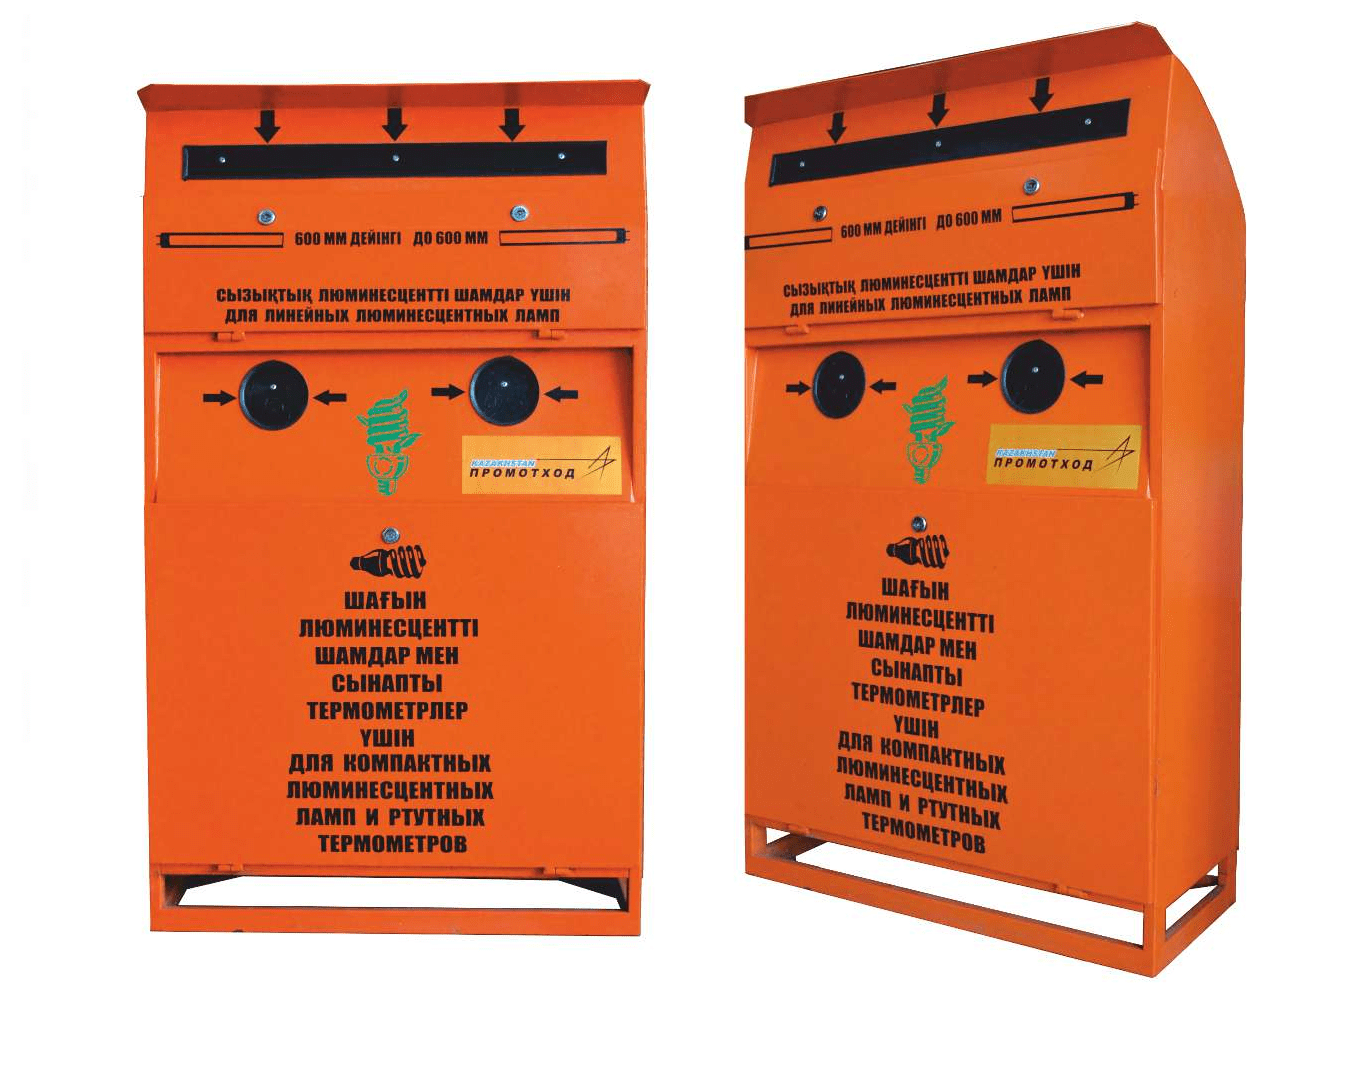 600 ММ ДЕЙІНГІ ДО 600 ММ
СЫЗЫҚТЫҚ ЛЮМИНЕСЦЕНТТІ ШАМДАР ҮШІН
ДЛЯ ЛИНЕЙНЫХ ЛЮМИНЕСЦЕНТНЫХ ЛАМП
KAZAKHSTAN
ПРОМОТХОД
ШАҒЫН
ЛЮМИНЕСЦЕНТТІ
ШАМДАР МЕН
СЫНАПТЫ
ТЕРМОМЕТРЛЕР
ҮШІН
ДЛЯ КОМПАКТНЫХ
ЛЮМИНЕСЦЕНТНЫХ
ЛАМП И РТУТНЫХ
ТЕРМОМЕТРОВ
600 ММ ДЕЙІНГІ ДО 600 ММ
СЫЗЫҚТЫҚ ЛЮМИНЕСЦЕНТТІ ШАМДАР ҮШІН
ДЛЯ ЛИНЕЙНЫХ ЛЮМИНЕСЦЕНТНЫХ ЛАМП
KAZAKHSTAN
ПРОМОТХОД
ШАҒЫН
ЛЮМИНЕСЦЕНТТІ
ШАМДАР МЕН
СЫНАПТЫ
ТЕРМОМЕТРЛЕР
ҮШІН
ДЛЯ КОМПАКТНЫХ
ЛЮМИНЕСЦЕНТНЫХ
ЛАМП И РТУТНЫХ
ТЕРМОМЕТРОВ